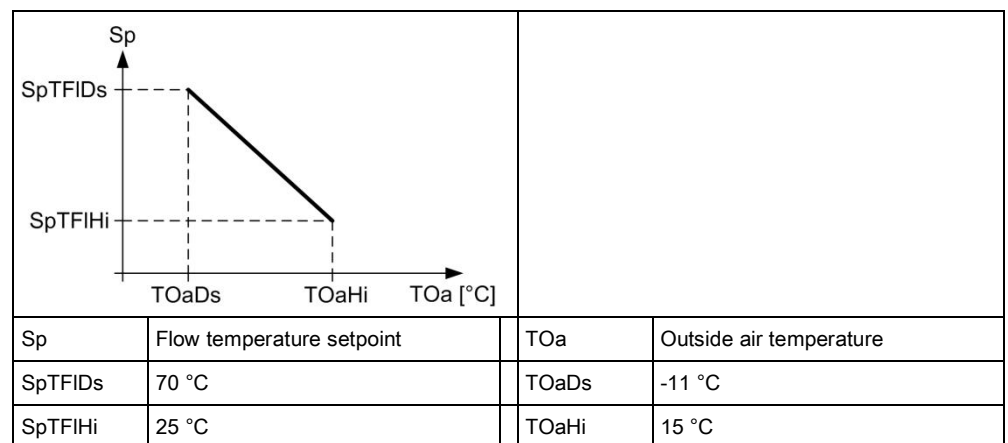 Sp
SpTFlDs
SpTFlHi
TOaDs TOaHi TOa [°C]
Sp Flow temperature setpoint TOa Outside air temperature
SpTFlDs 70 °C TOaDs -11 °C
SpTFlHi 25 °C TOaHi 15 °C